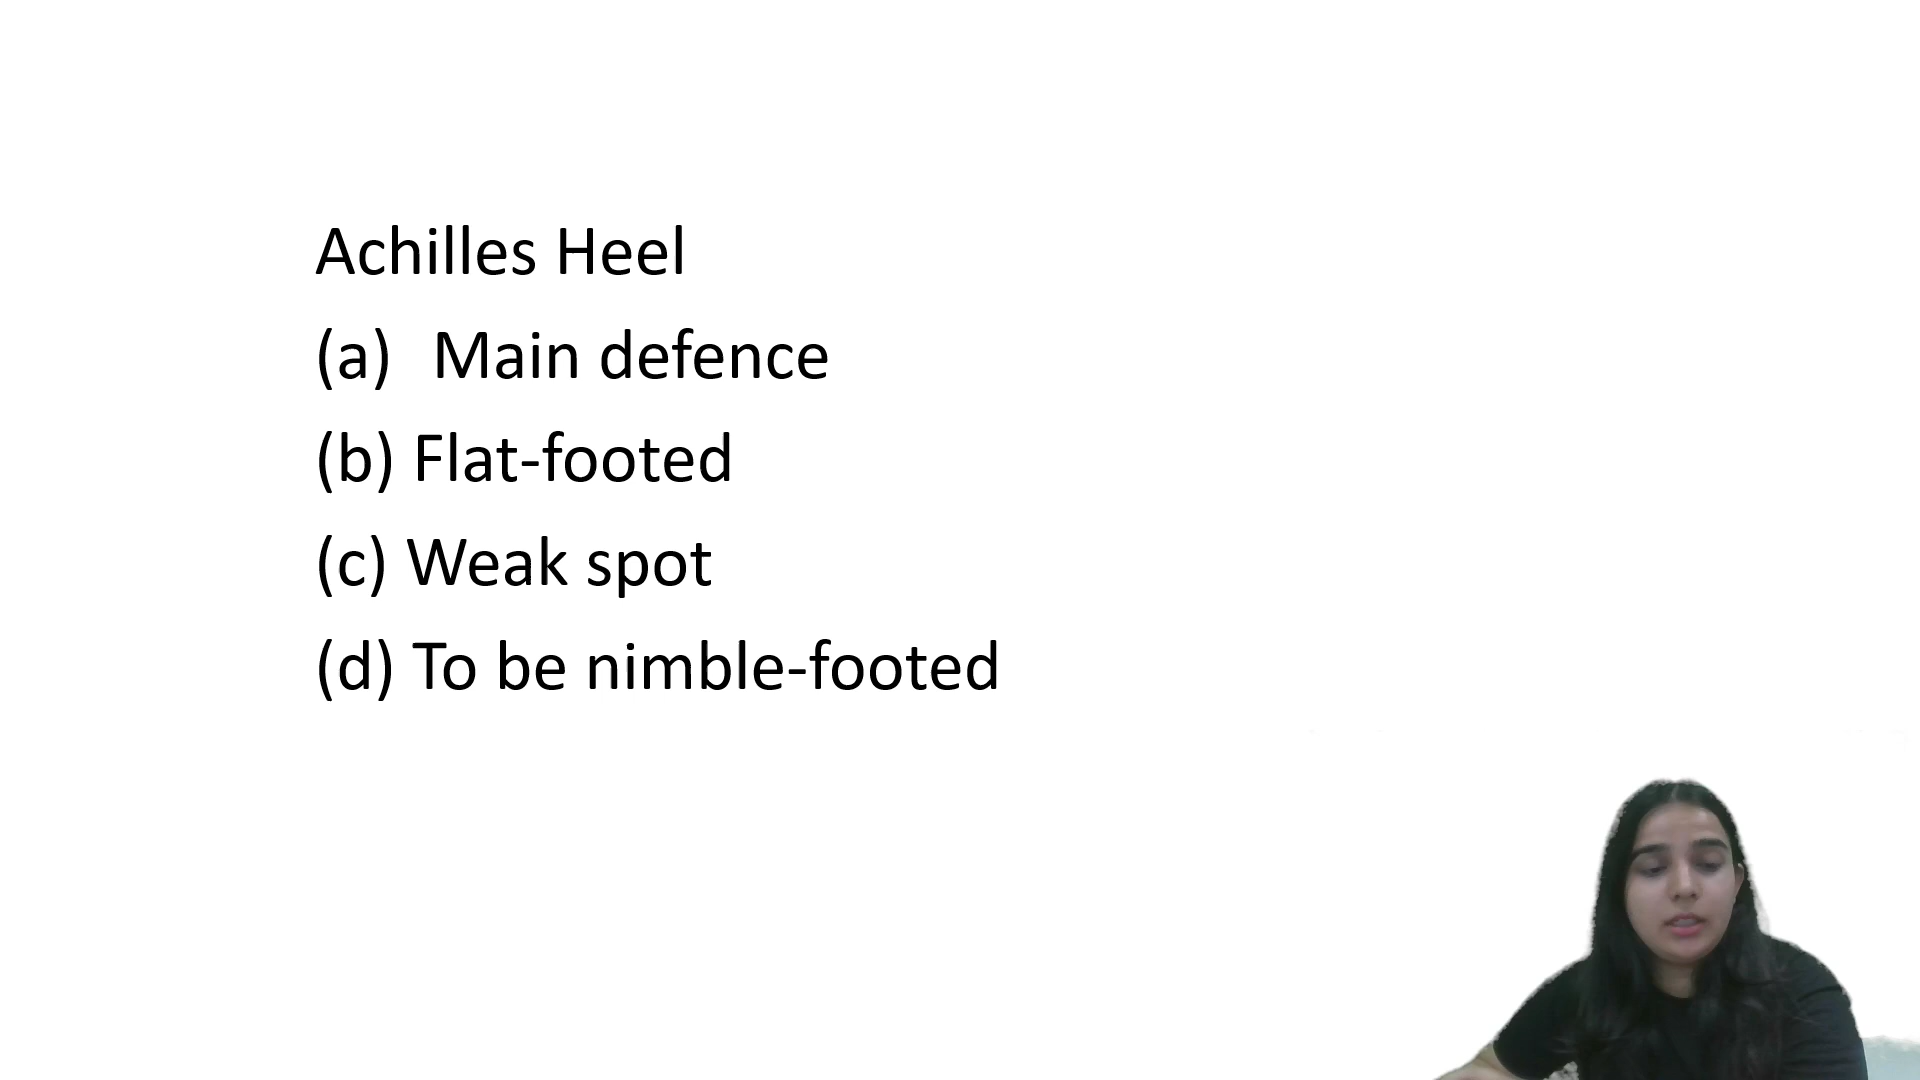 Achilles Heel
(a) Main defence
(b) Flat-footed
(c) Weak spot
(d) To be nimble-footed